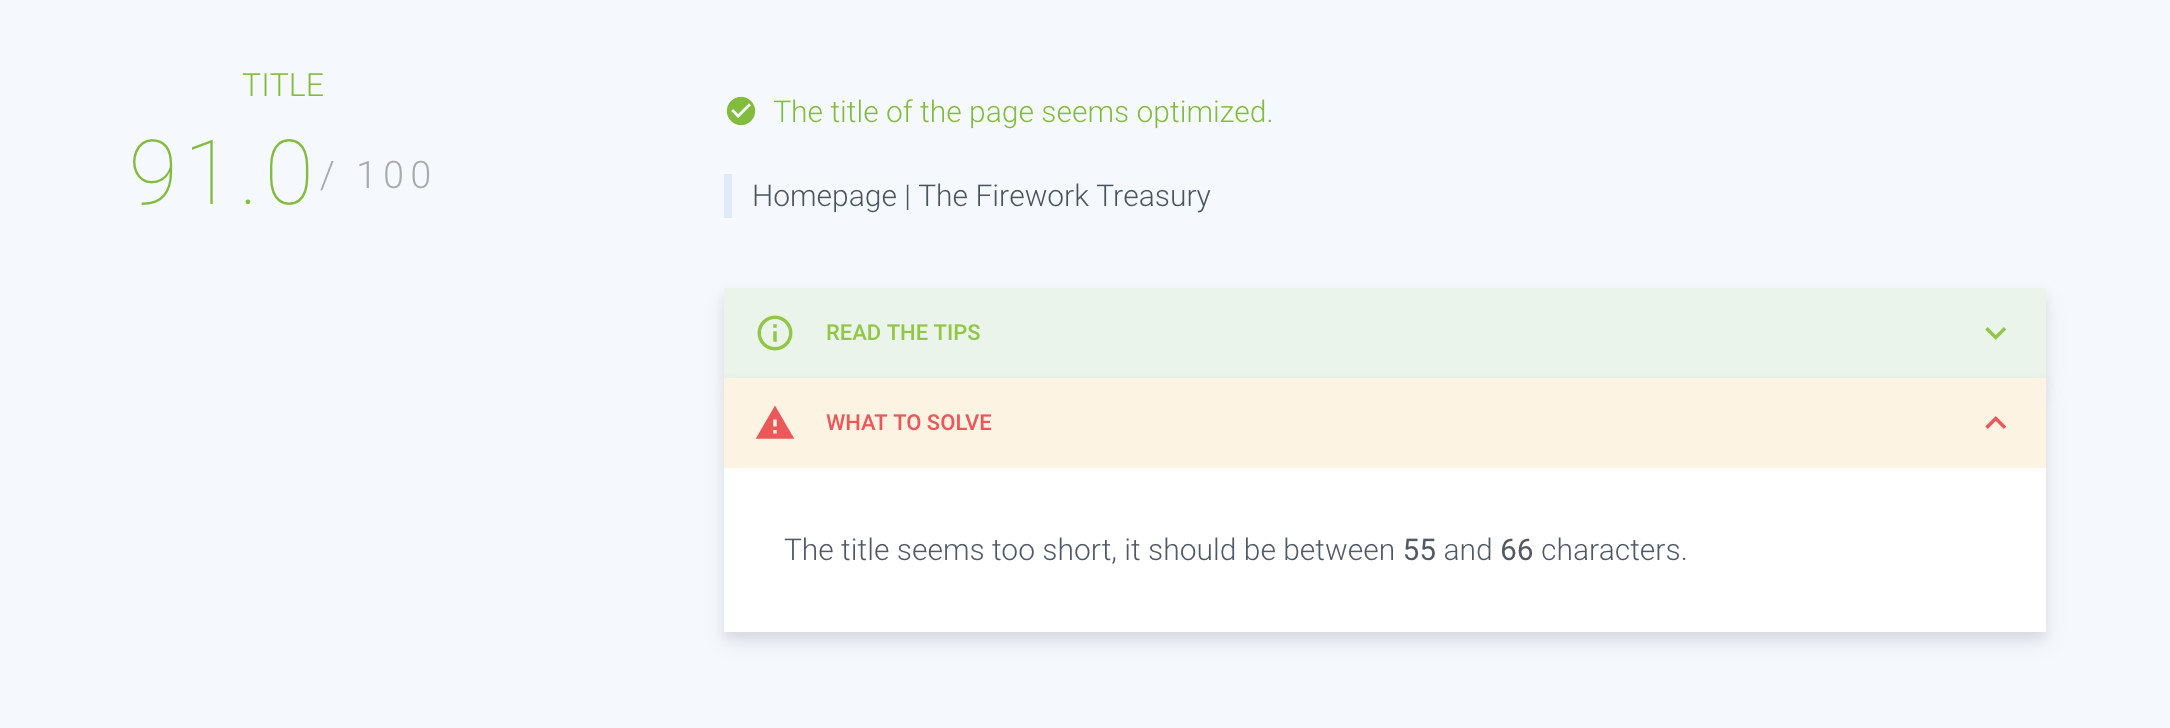 TITLE
91.0 / 100
The title of the page seems optimized.
Homepage | The Firework Treasury
READ THE TIPS
WHAT TO SOLVE
The title seems too short, it should be between 55 and 66 characters.